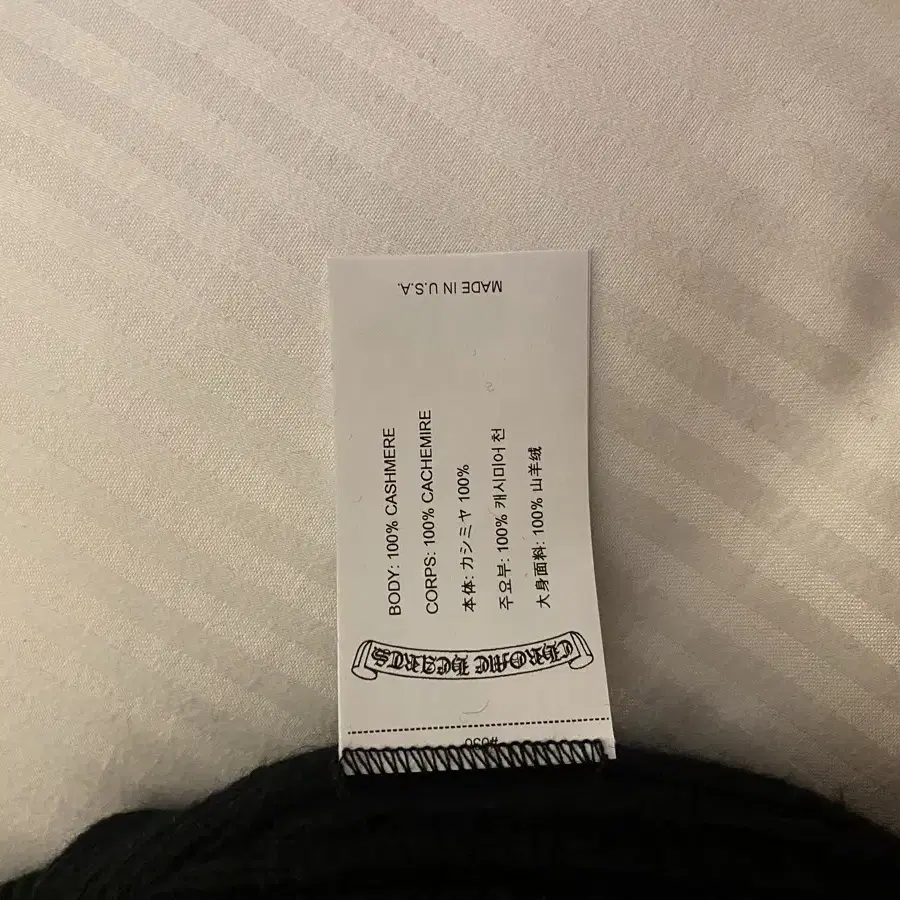 CHROME HEARTS
BODY: 100% CASHMERE
CORPS: 100% CACHEMIRE
本体: カシミヤ 100%
주요부: 100% 캐시미어 천
大身面料: 100% 山羊绒
MADE IN U.S.A.